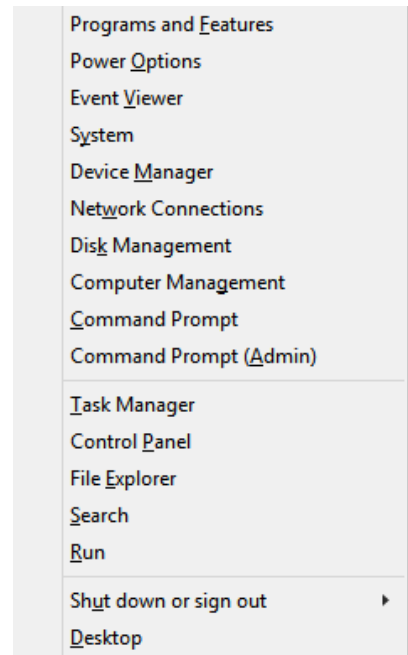 Programs and Features
Power Options
Event Viewer
System
Device Manager
Network Connections
Disk Management
Computer Management
Command Prompt
Command Prompt (Admin)
Task Manager
Control Panel
File Explorer
Search
Run
Shut down or sign out
Desktop